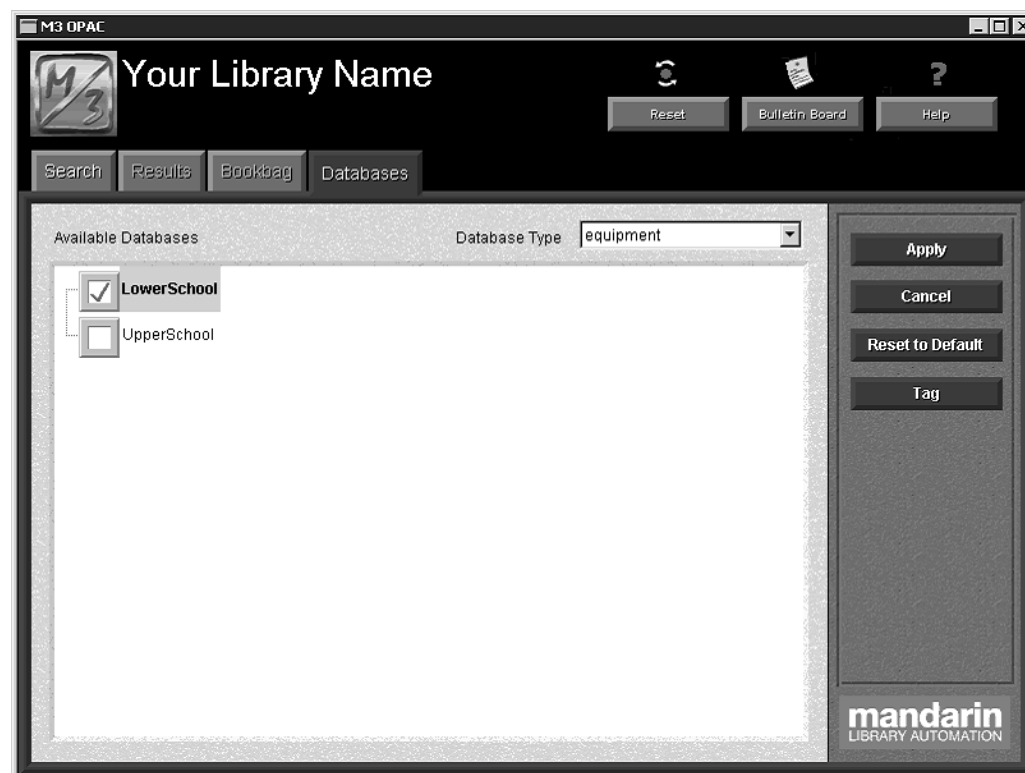 M3 OPAC
M/3 Your Library Name
Reset Bulletin Board Help
Search Results Bookbag Databases
Available Databases Database Type equipment
LowerSchool
UpperSchool
Apply
Cancel
Reset to Default
Tag
mandarin
LIBRARY AUTOMATION